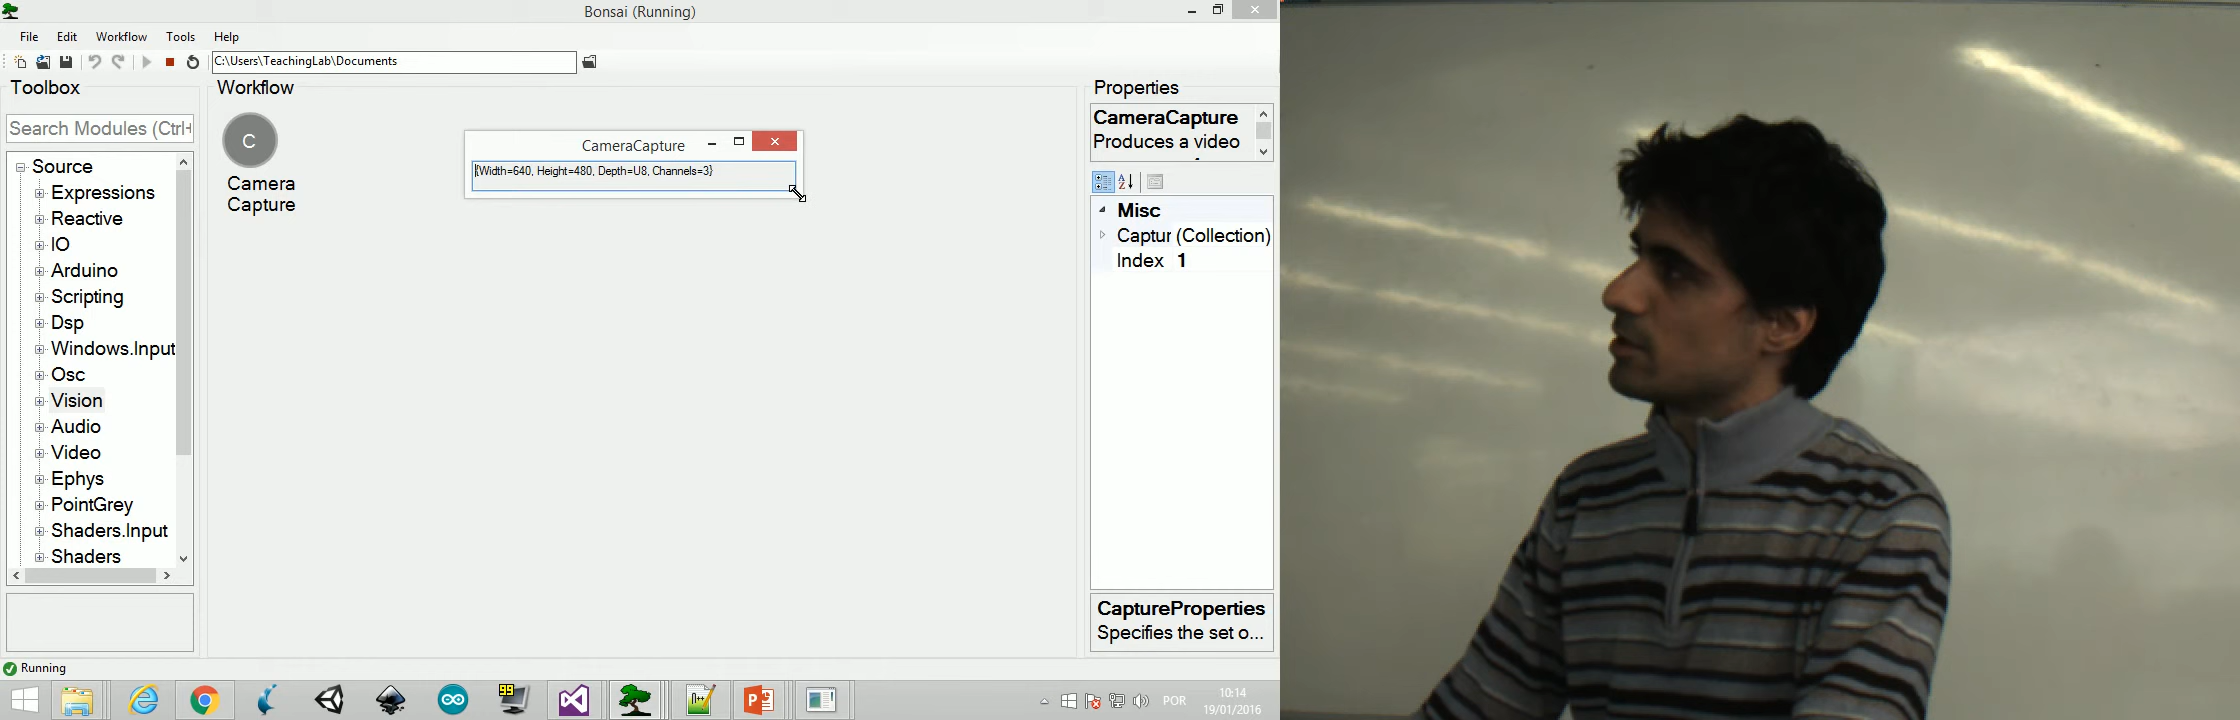 Bonsai (Running)
File Edit Workflow Tools Help
C:\Users\TeachingLab\Documents
Toolbox
Search Modules (Ctrl+
Source
Expressions
Reactive
IO
Arduino
Scripting
Dsp
Windows.Input
Osc
Vision
Audio
Video
Ephys
PointGrey
Shaders.Input
Shaders
Workflow
C
Camera
Capture
CameraCapture
{Width=640, Height=480, Depth=U8, Channels=3}
Properties
CameraCapture
Produces a video
Misc
Captur (Collection)
Index 1
CaptureProperties
Specifies the set o...
Running
99
POR
10:14
19/01/2016